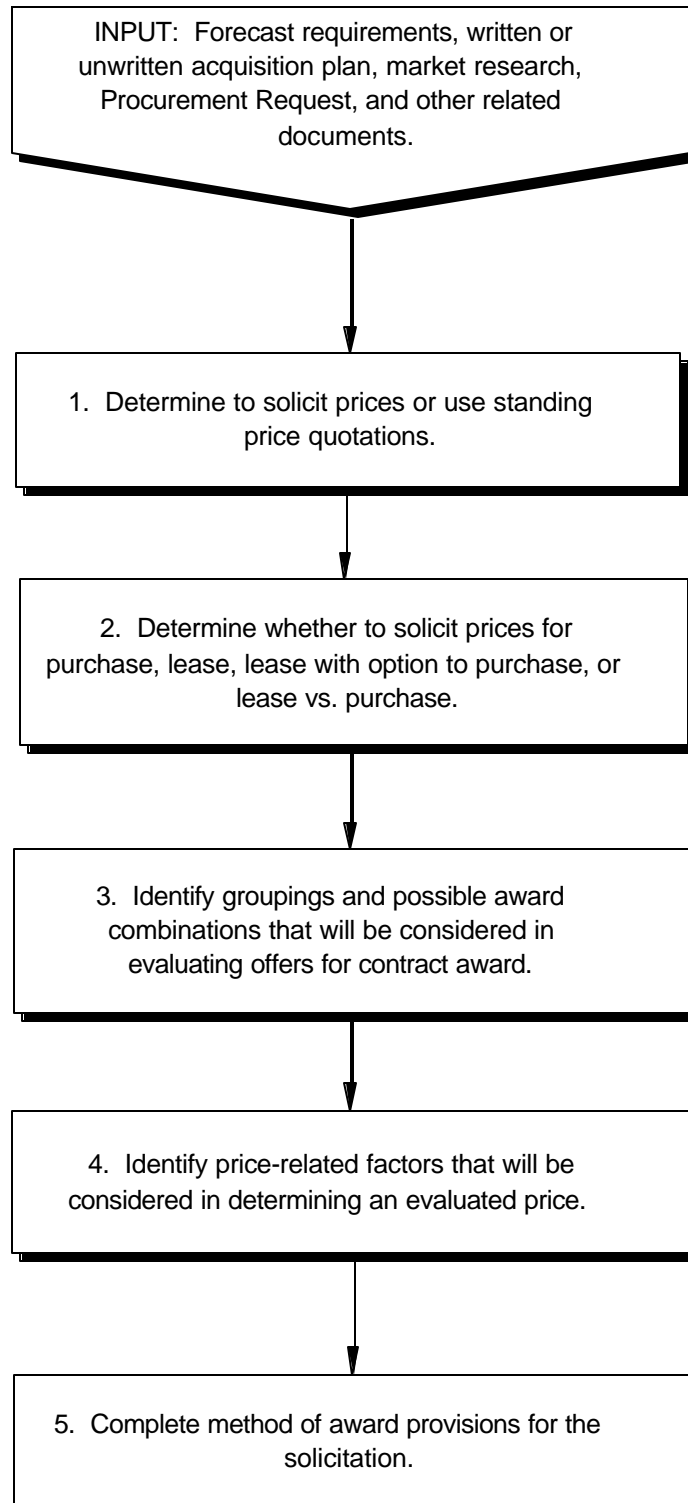 INPUT:  Forecast requirements, written or
unwritten acquisition plan, market research,
Procurement Request, and other related
documents.
1.  Determine to solicit prices or use standing
price quotations.
2.  Determine whether to solicit prices for
purchase, lease, lease with option to purchase, or
lease vs. purchase.
3.  Identify groupings and possible award
combinations that will be considered in
evaluating offers for contract award.
4.  Identify price-related factors that will be
considered in determining an evaluated price.
5.  Complete method of award provisions for the
solicitation.